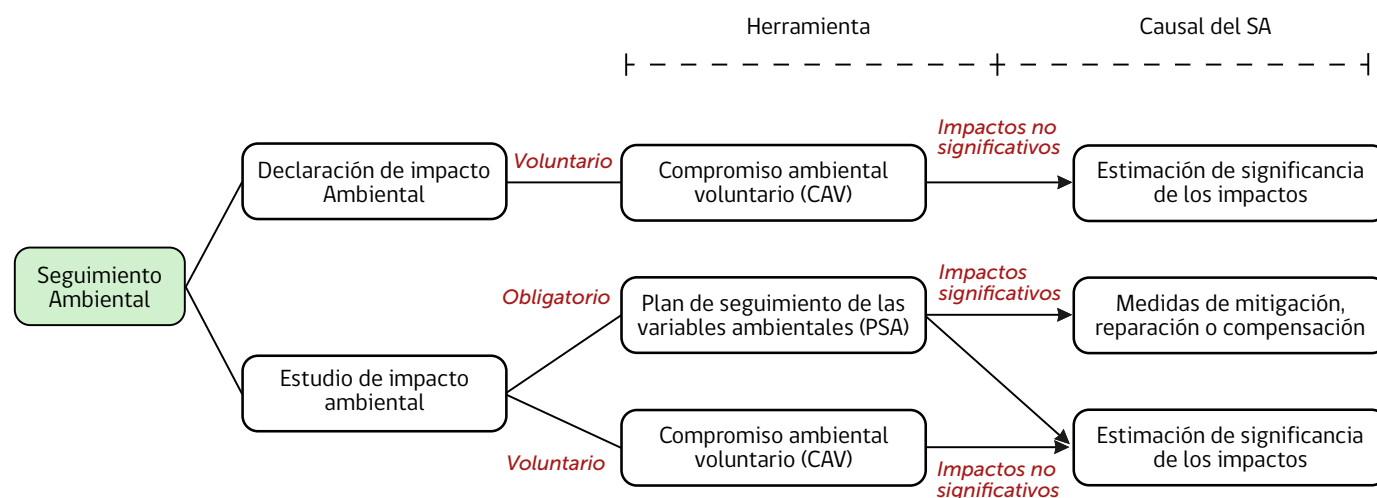 Herramienta
Causal del SA
Impactos no
significativos
Declaración de impacto
Ambiental
Voluntario
Compromiso ambiental
voluntario (CAV)
Estimación de significancia
de los impactos
Seguimiento
Ambiental
Obligatorio
Plan de seguimiento de las
variables ambientales (PSA)
Impactos
significativos
Medidas de mitigación,
reparación o compensación
Estudio de impacto
ambiental
Voluntario
Compromiso ambiental
voluntario (CAV)
Impactos no
significativos
Estimación de significancia
de los impactos